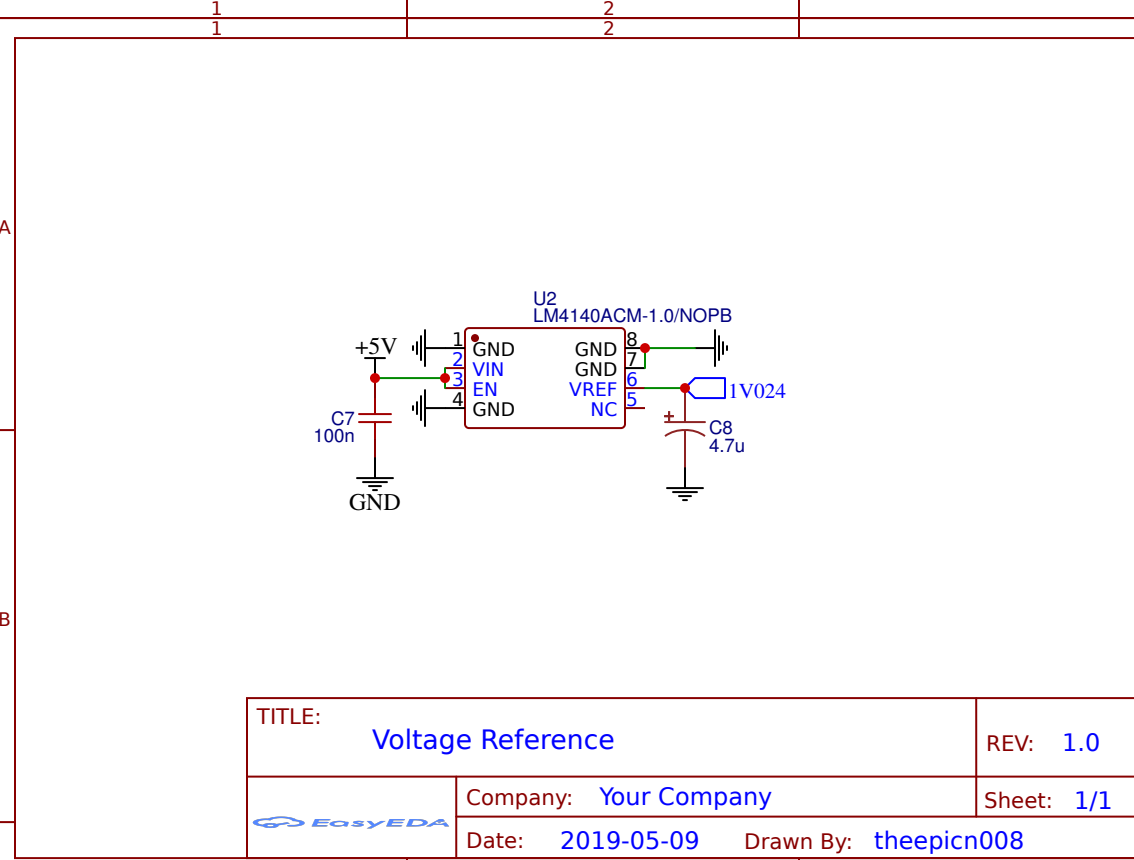 1
2
1
2
A
B
U2
LM4140ACM-1.0/NOPB
+5V
1
GND
GND
8
2
VIN
GND
7
3
EN
VREF
6
1V024
4
GND
NC
5
C7
100n
C8
4.7u
GND
TITLE:
Voltage Reference
REV: 1.0
EasyEDA
Company: Your Company
Sheet: 1/1
Date: 2019-05-09
Drawn By: theepicn008